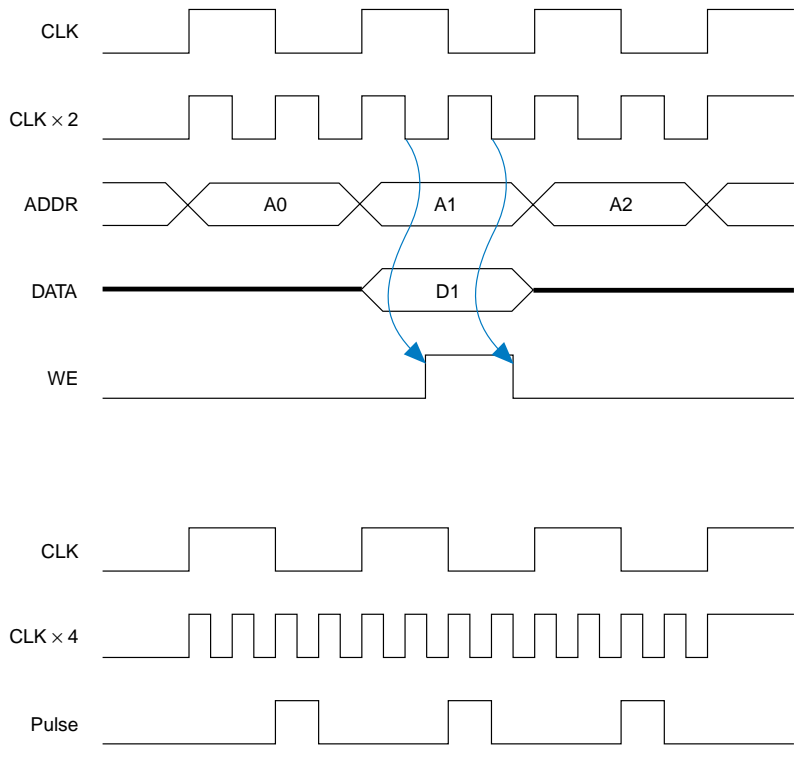 CLK
CLK × 2
ADDR A0 A1 A2
DATA D1
WE
CLK
CLK × 4
Pulse